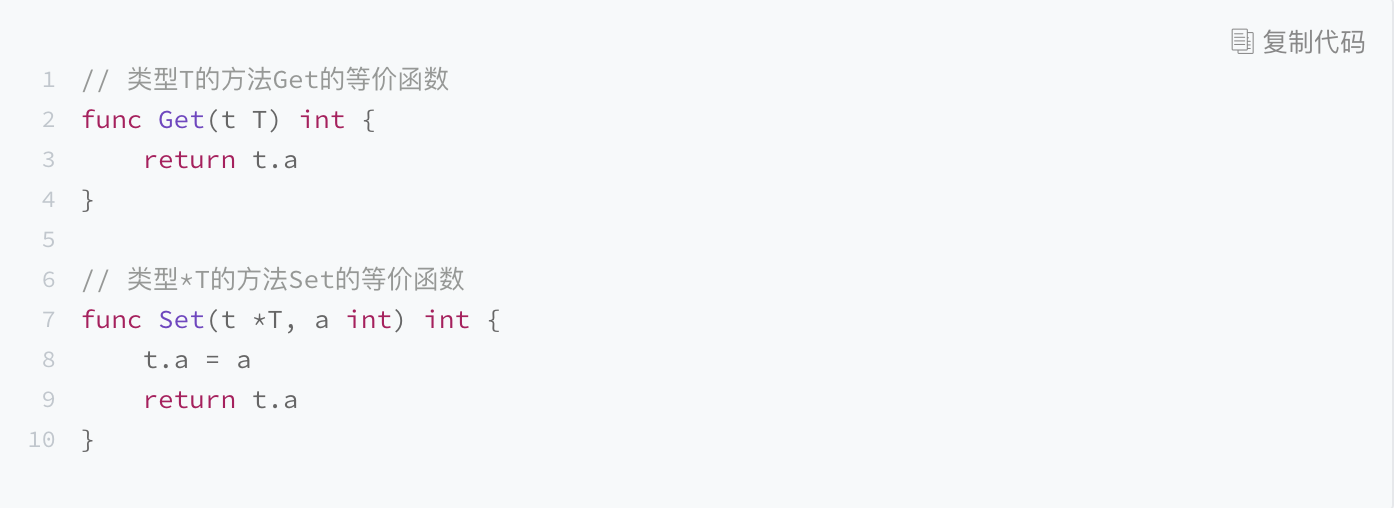 复制代码
1 // 类型T的方法Get的等价函数
2 func Get(t T) int {
3     return t.a
4 }
5
6 // 类型*T的方法Set的等价函数
7 func Set(t *T, a int) int {
8     t.a = a
9     return t.a
10 }